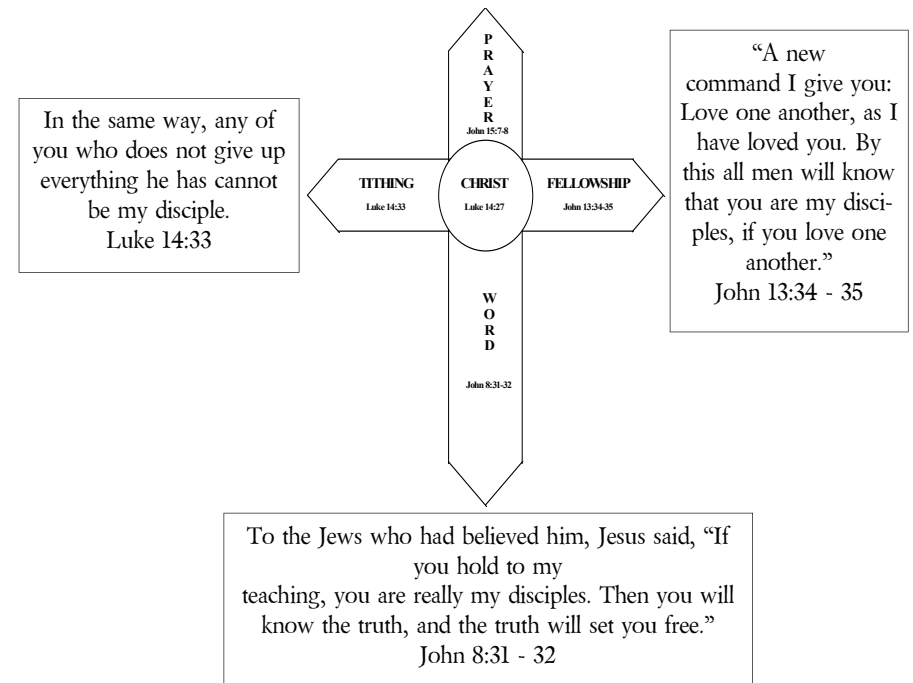 P
R
A
Y
E
R
John 15:7-8
In the same way, any of
you who does not give up
everything he has cannot
be my disciple.
Luke 14:33
TITHING
Luke 14:33
CHRIST
Luke 14:27
FELLOWSHIP
John 13:34-35
“A new
command I give you:
Love one another, as I
have loved you. By
this all men will know
that you are my disci-
ples, if you love one
another.”
John 13:34 - 35
W
O
R
D
John 8:31-32
To the Jews who had believed him, Jesus said, “If
you hold to my
teaching, you are really my disciples. Then you will
know the truth, and the truth will set you free.”
John 8:31 - 32